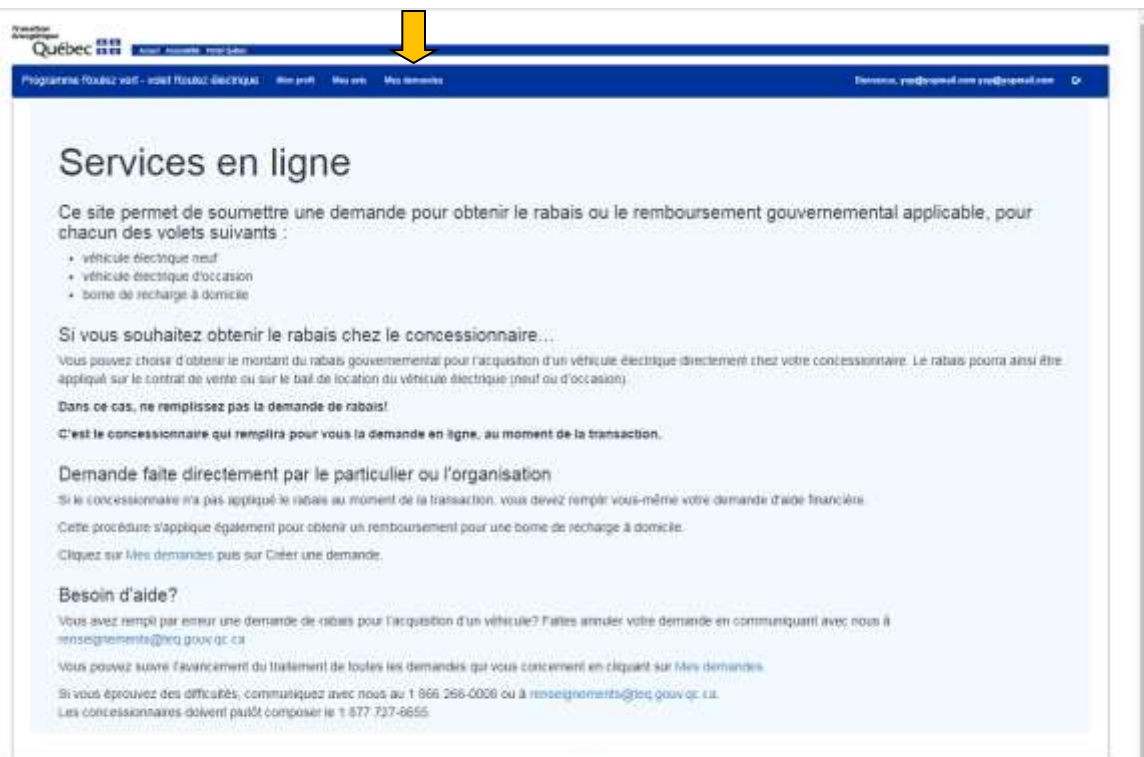 Transition
énergétique
Québec
Accueil Accessibilité Portail Québec
Programme Roulez vert - volet Roulez électrique Mon profil Mes avis Mes demandes Bienvenue, yop@yopmail.com yop@yopmail.com
Services en ligne
Ce site permet de soumettre une demande pour obtenir le rabais ou le remboursement gouvernemental applicable, pour
chacun des volets suivants :
• véhicule électrique neuf
• véhicule électrique d'occasion
• borne de recharge à domicile
Si vous souhaitez obtenir le rabais chez le concessionnaire...
Vous pouvez choisir d'obtenir le montant du rabais gouvernemental pour l'acquisition d'un véhicule électrique directement chez votre concessionnaire. Le rabais pourra ainsi être
appliqué sur le contrat de vente ou sur le bail de location du véhicule électrique (neuf ou d'occasion).
Dans ce cas, ne remplissez pas la demande de rabais!
C'est le concessionnaire qui remplira pour vous la demande en ligne, au moment de la transaction.
Demande faite directement par le particulier ou l'organisation
Si le concessionnaire n'a pas appliqué le rabais au moment de la transaction, vous devez remplir vous-même votre demande d'aide financière.
Cette procédure s'applique également pour obtenir un remboursement pour une borne de recharge à domicile.
Cliquez sur Mes demandes puis sur Créer une demande.
Besoin d'aide?
Vous avez rempli par erreur une demande de rabais pour l'acquisition d'un véhicule? Faites annuler votre demande en communiquant avec nous à
renseignements@teq.gouv.qc.ca
Vous pouvez suivre l'avancement du traitement de toutes les demandes qui vous concernent en cliquant sur Mes demandes.
Si vous éprouvez des difficultés, communiquez avec nous au 1 866 266-0008 ou à renseignements@teq.gouv.qc.ca.
Les concessionnaires doivent plutôt composer le 1 877 727-6655.